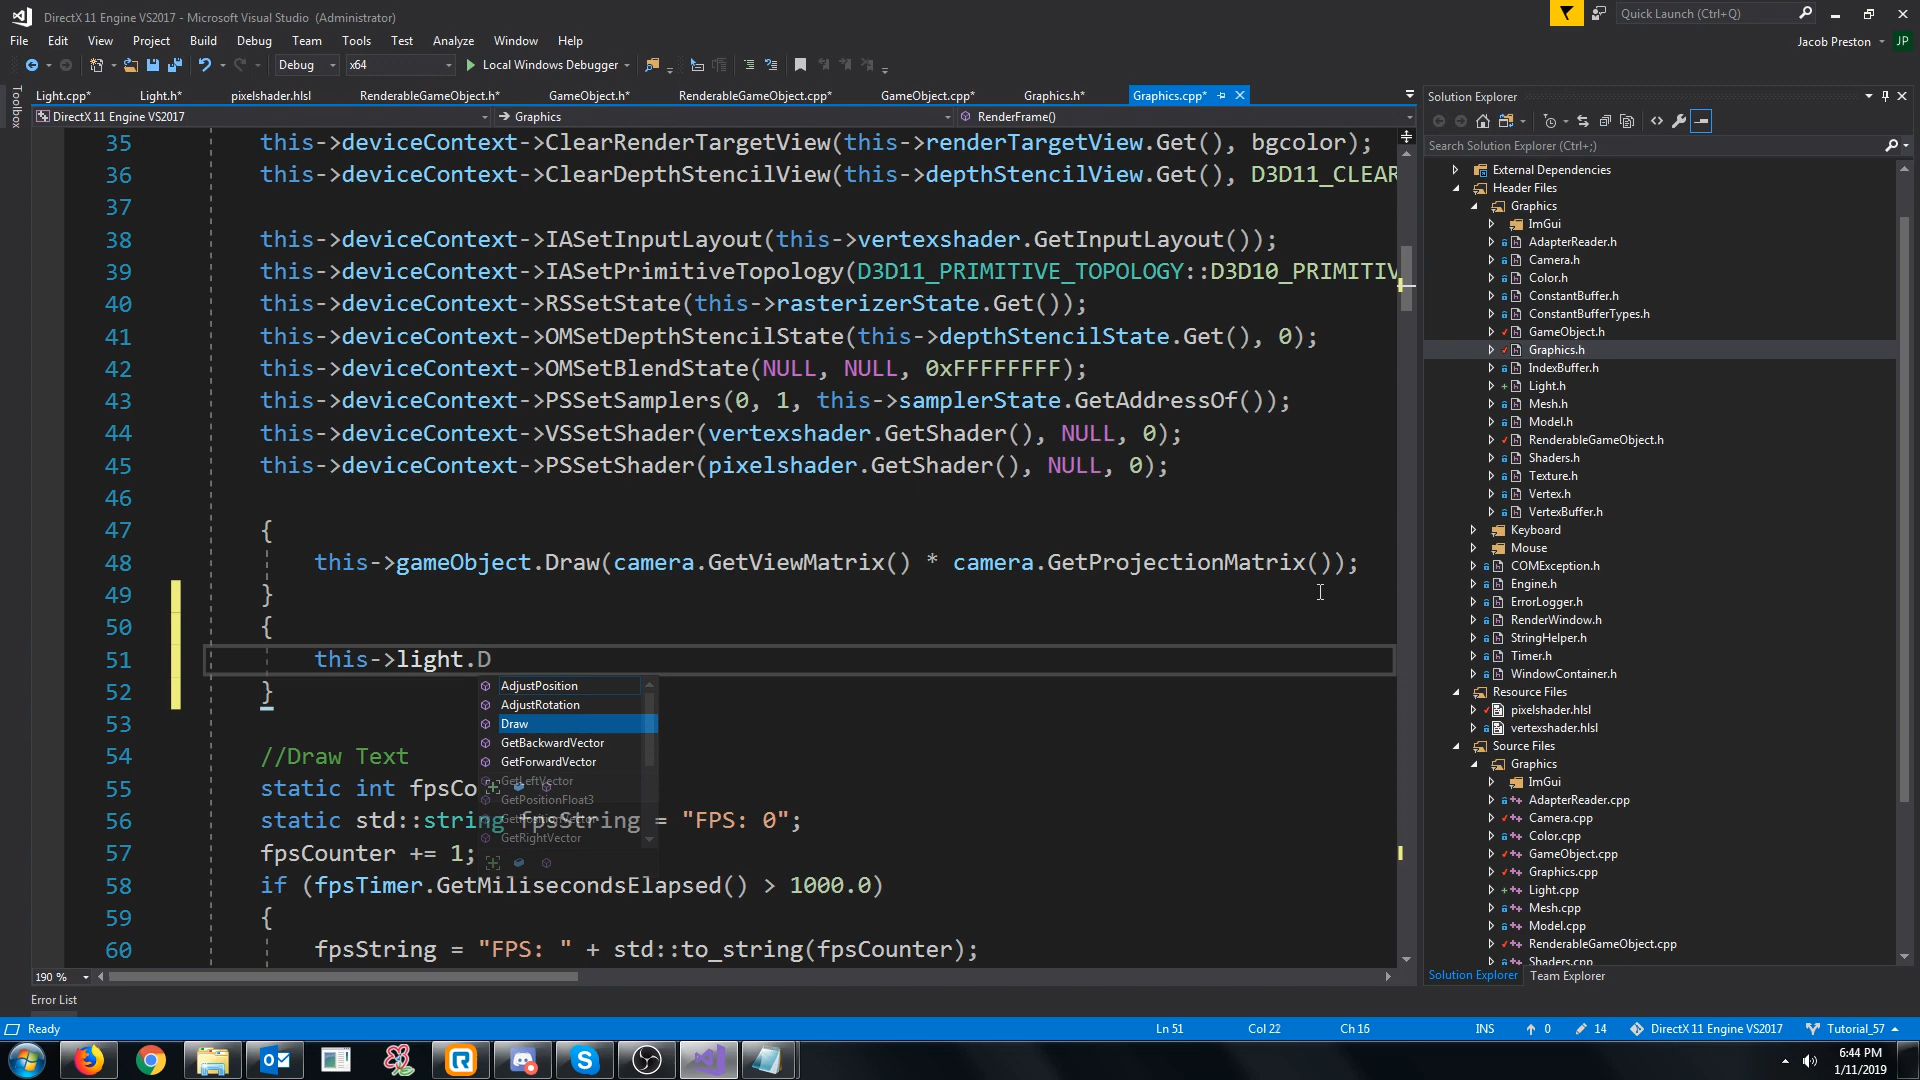 DirectX 11 Engine VS2017 - Microsoft Visual Studio (Administrator)
Quick Launch (Ctrl+Q)
File Edit View Project Build Debug Team Tools Test Analyze Window Help
Jacob Preston JP
Debug x64 Local Windows Debugger
Toolbox
Light.cpp* Light.h* pixelshader.hlsl RenderableGameObject.h* GameObject.h* RenderableGameObject.cpp* GameObject.cpp* Graphics.h* Graphics.cpp*
DirectX 11 Engine VS2017 Graphics RenderFrame()
35 this->deviceContext->ClearRenderTargetView(this->renderTargetView.Get(), bgcolor);
36 this->deviceContext->ClearDepthStencilView(this->depthStencilView.Get(), D3D11_CLEAR
37
38 this->deviceContext->IASetInputLayout(this->vertexshader.GetInputLayout());
39 this->deviceContext->IASetPrimitiveTopology(D3D11_PRIMITIVE_TOPOLOGY::D3D10_PRIMITIV
40 this->deviceContext->RSSetState(this->rasterizerState.Get());
41 this->deviceContext->OMSetDepthStencilState(this->depthStencilState.Get(), 0);
42 this->deviceContext->OMSetBlendState(NULL, NULL, 0xFFFFFFFF);
43 this->deviceContext->PSSetSamplers(0, 1, this->samplerState.GetAddressOf());
44 this->deviceContext->VSSetShader(vertexshader.GetShader(), NULL, 0);
45 this->deviceContext->PSSetShader(pixelshader.GetShader(), NULL, 0);
46
47 {
48 this->gameObject.Draw(camera.GetViewMatrix() * camera.GetProjectionMatrix());
49 }
50 {
51 this->light.D
52 }
53
54 //Draw Text
55 static int fpsCo
56 static std::string fpsString = "FPS: 0";
57 fpsCounter += 1;
58 if (fpsTimer.GetMilisecondsElapsed() > 1000.0)
59 {
60 fpsString = "FPS: " + std::to_string(fpsCounter);
AdjustPosition
AdjustRotation
Draw
GetBackwardVector
GetForwardVector
GetLeftVector
GetPositionFloat3
GetPositionVector
GetRightVector
190 %
Error List
Solution Explorer
Search Solution Explorer (Ctrl+;)
External Dependencies
Header Files
Graphics
ImGui
AdapterReader.h
Camera.h
Color.h
ConstantBuffer.h
ConstantBufferTypes.h
GameObject.h
Graphics.h
IndexBuffer.h
Light.h
Mesh.h
Model.h
RenderableGameObject.h
Shaders.h
Texture.h
Vertex.h
VertexBuffer.h
Keyboard
Mouse
COMException.h
Engine.h
ErrorLogger.h
RenderWindow.h
StringHelper.h
Timer.h
WindowContainer.h
Resource Files
pixelshader.hlsl
vertexshader.hlsl
Source Files
Graphics
ImGui
AdapterReader.cpp
Camera.cpp
Color.cpp
GameObject.cpp
Graphics.cpp
Light.cpp
Mesh.cpp
Model.cpp
RenderableGameObject.cpp
Shaders.cpp
Solution Explorer Team Explorer
Ready Ln 51 Col 22 Ch 16 INS 0 14 DirectX 11 Engine VS2017 Tutorial_57
6:44 PM
1/11/2019